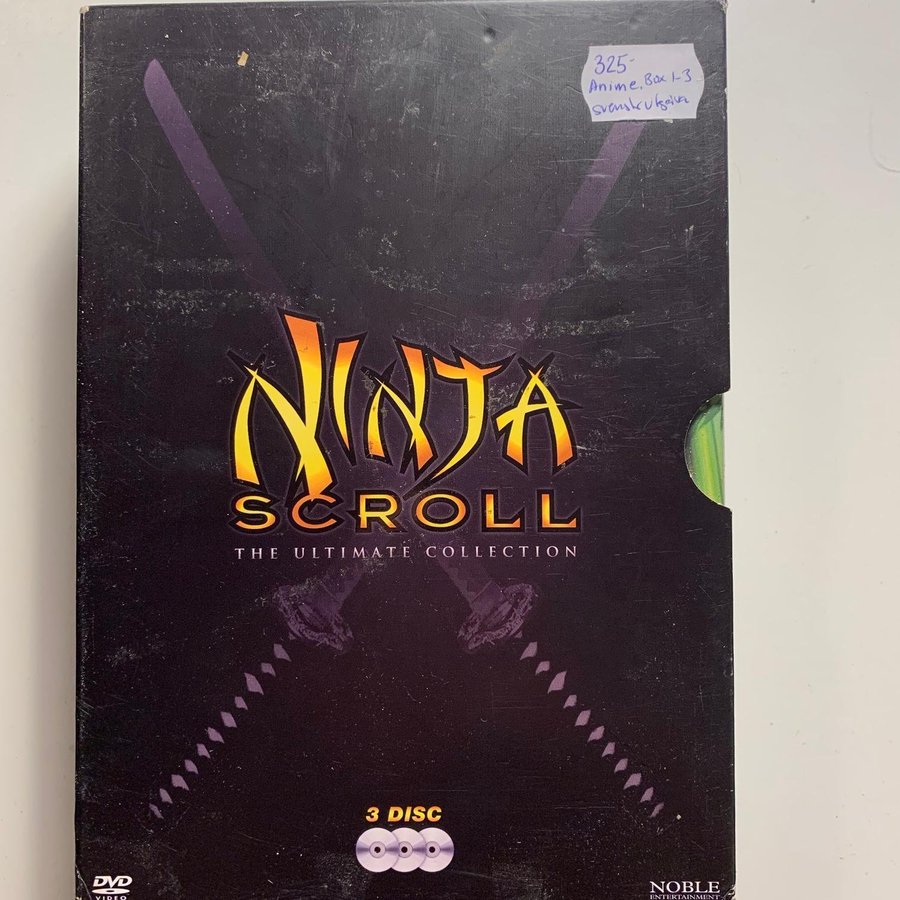 325-
Anime. Box 1-3
svensk utgåva
NINJA
SCROLL
THE ULTIMATE COLLECTION
3 DISC
DVD
VIDEO
NOBLE
ENTERTAINMENT